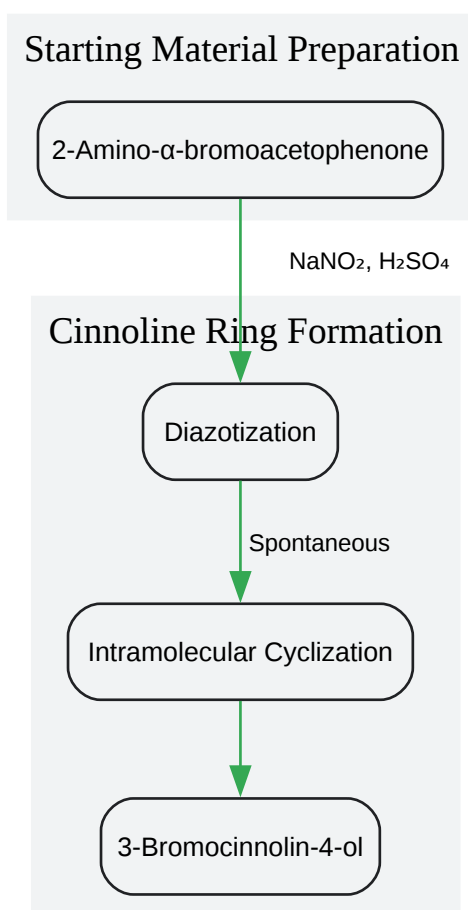 Starting Material Preparation
2-Amino-α-bromoacetophenone
NaNO₂, H₂SO₄
Cinnoline Ring Formation
Diazotization
Spontaneous
Intramolecular Cyclization
3-Bromocinnolin-4-ol